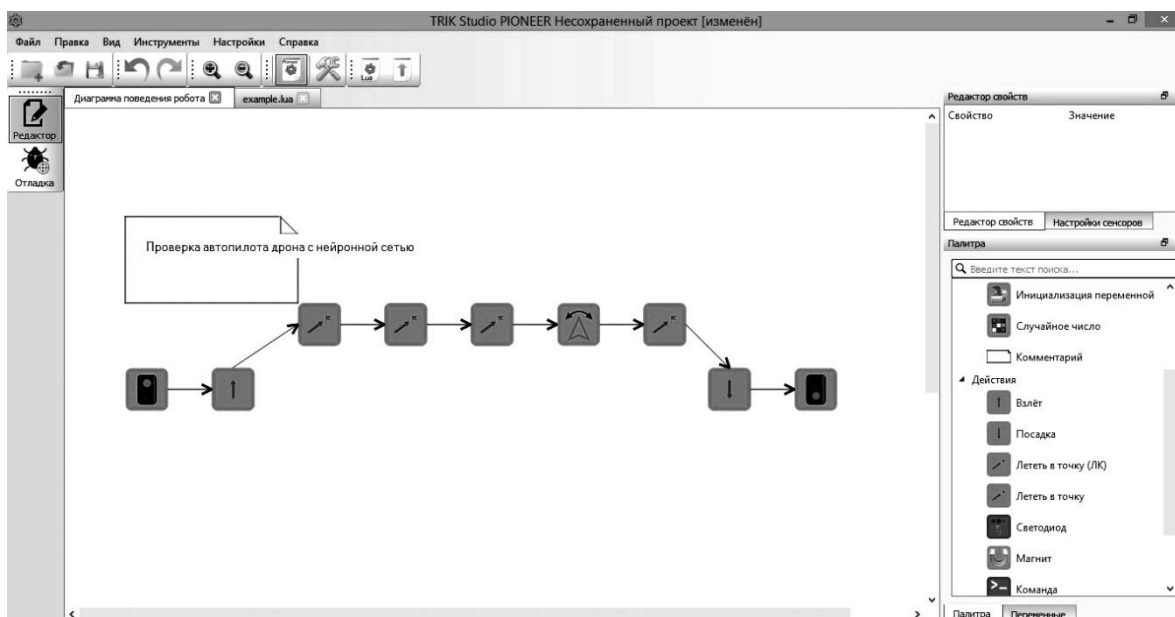 TRIK Studio PIONEER Несохраненный проект [изменён]
Файл Правка Вид Инструменты Настройки Справка
Lua
Диаграмма поведения робота example.lua
Редактор
Отладка
Проверка автопилота дрона с нейронной сетью
Редактор свойств
Свойство Значение
Редактор свойств Настройки сенсоров
Палитра
Введите текст поиска...
Инициализация переменной
Случайное число
Комментарий
Действия
Взлёт
Посадка
Лететь в точку (ЛК)
Лететь в точку
Светодиод
Магнит
Команда
Палитра Переменные